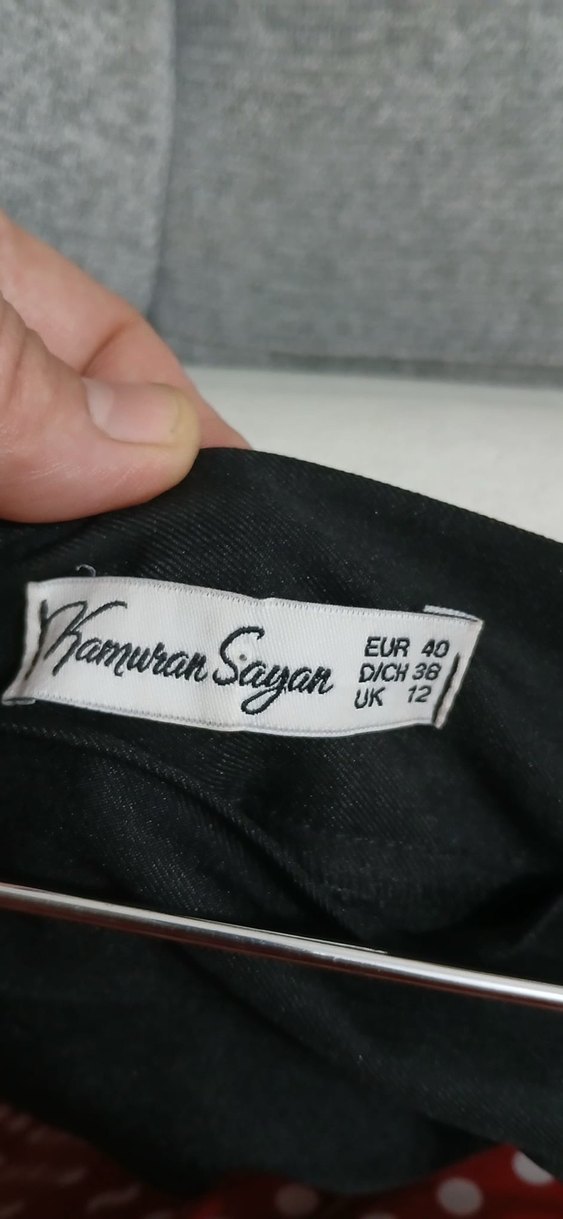 Kamuran Sayan
EUR 40
D/CH 38
UK 12